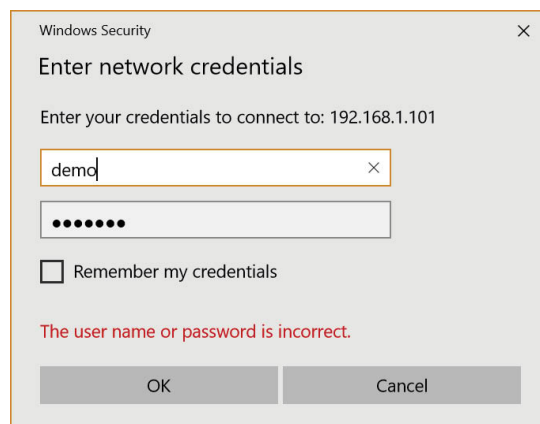 Windows Security
Enter network credentials
Enter your credentials to connect to: 192.168.1.101
demo
●●●●●●●
Remember my credentials
The user name or password is incorrect.
OK
Cancel